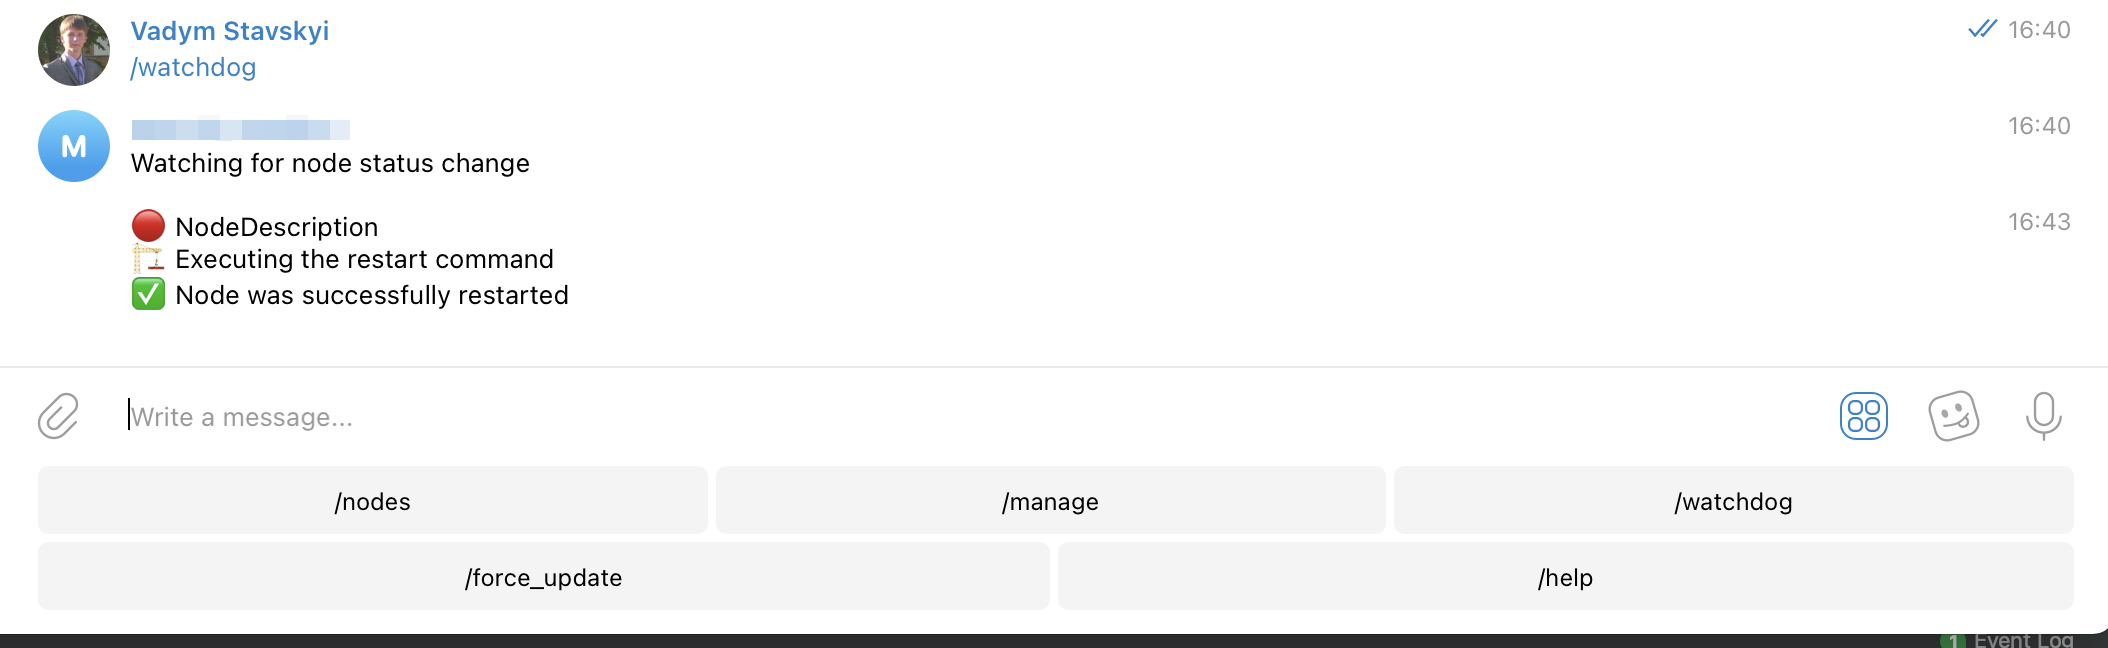 Vadym Stavskyi
16:40
/watchdog
M
16:40
Watching for node status change
NodeDescription
16:43
Executing the restart command
Node was successfully restarted
Write a message...
/nodes
/manage
/watchdog
/force_update
/help
1 Event Log